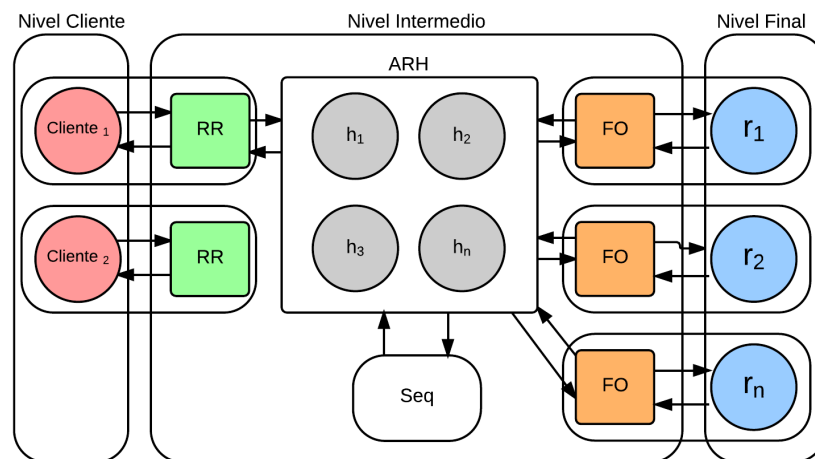 Nivel Cliente
Nivel Intermedio
Nivel Final
ARH
Cliente 1
RR
h1
h2
FO
r1
Cliente 2
RR
h3
hn
FO
r2
Seq
FO
rn